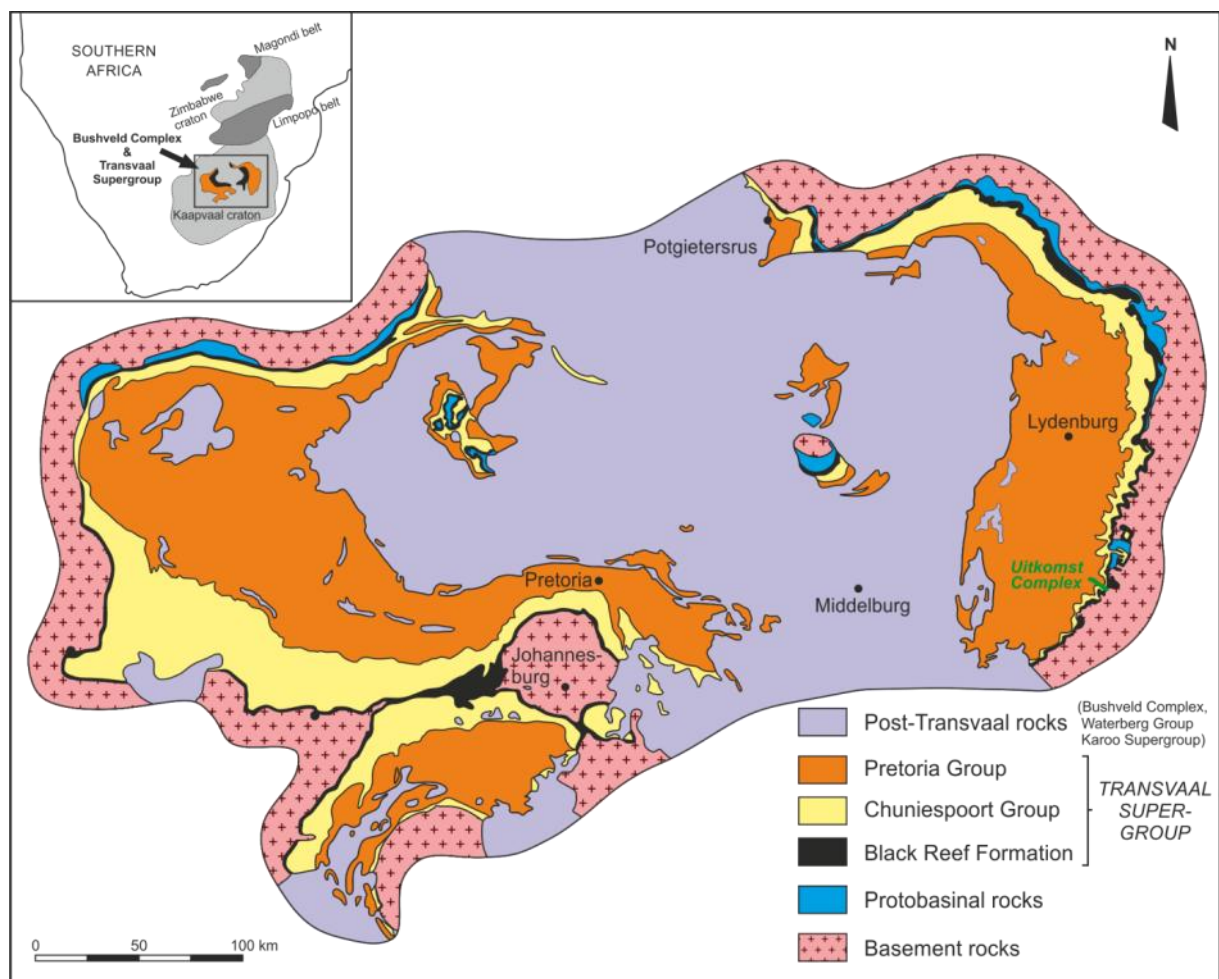 SOUTHERN
AFRICA
Magondi belt
Zimbabwe
craton
Limpopo belt
Bushveld Complex
&
Transvaal
Supergroup
Kaapvaal craton
N
Potgietersrus
Lydenburg
Uitkomst
Complex
Pretoria
Middelburg
Johannes-
burg
Post-Transvaal rocks
(Bushveld Complex,
Waterberg Group
Karoo Supergroup)
Pretoria Group
Chuniespoort Group
Black Reef Formation
TRANSVAAL
SUPER-
GROUP
Protobasinal rocks
Basement rocks
0 50 100 km